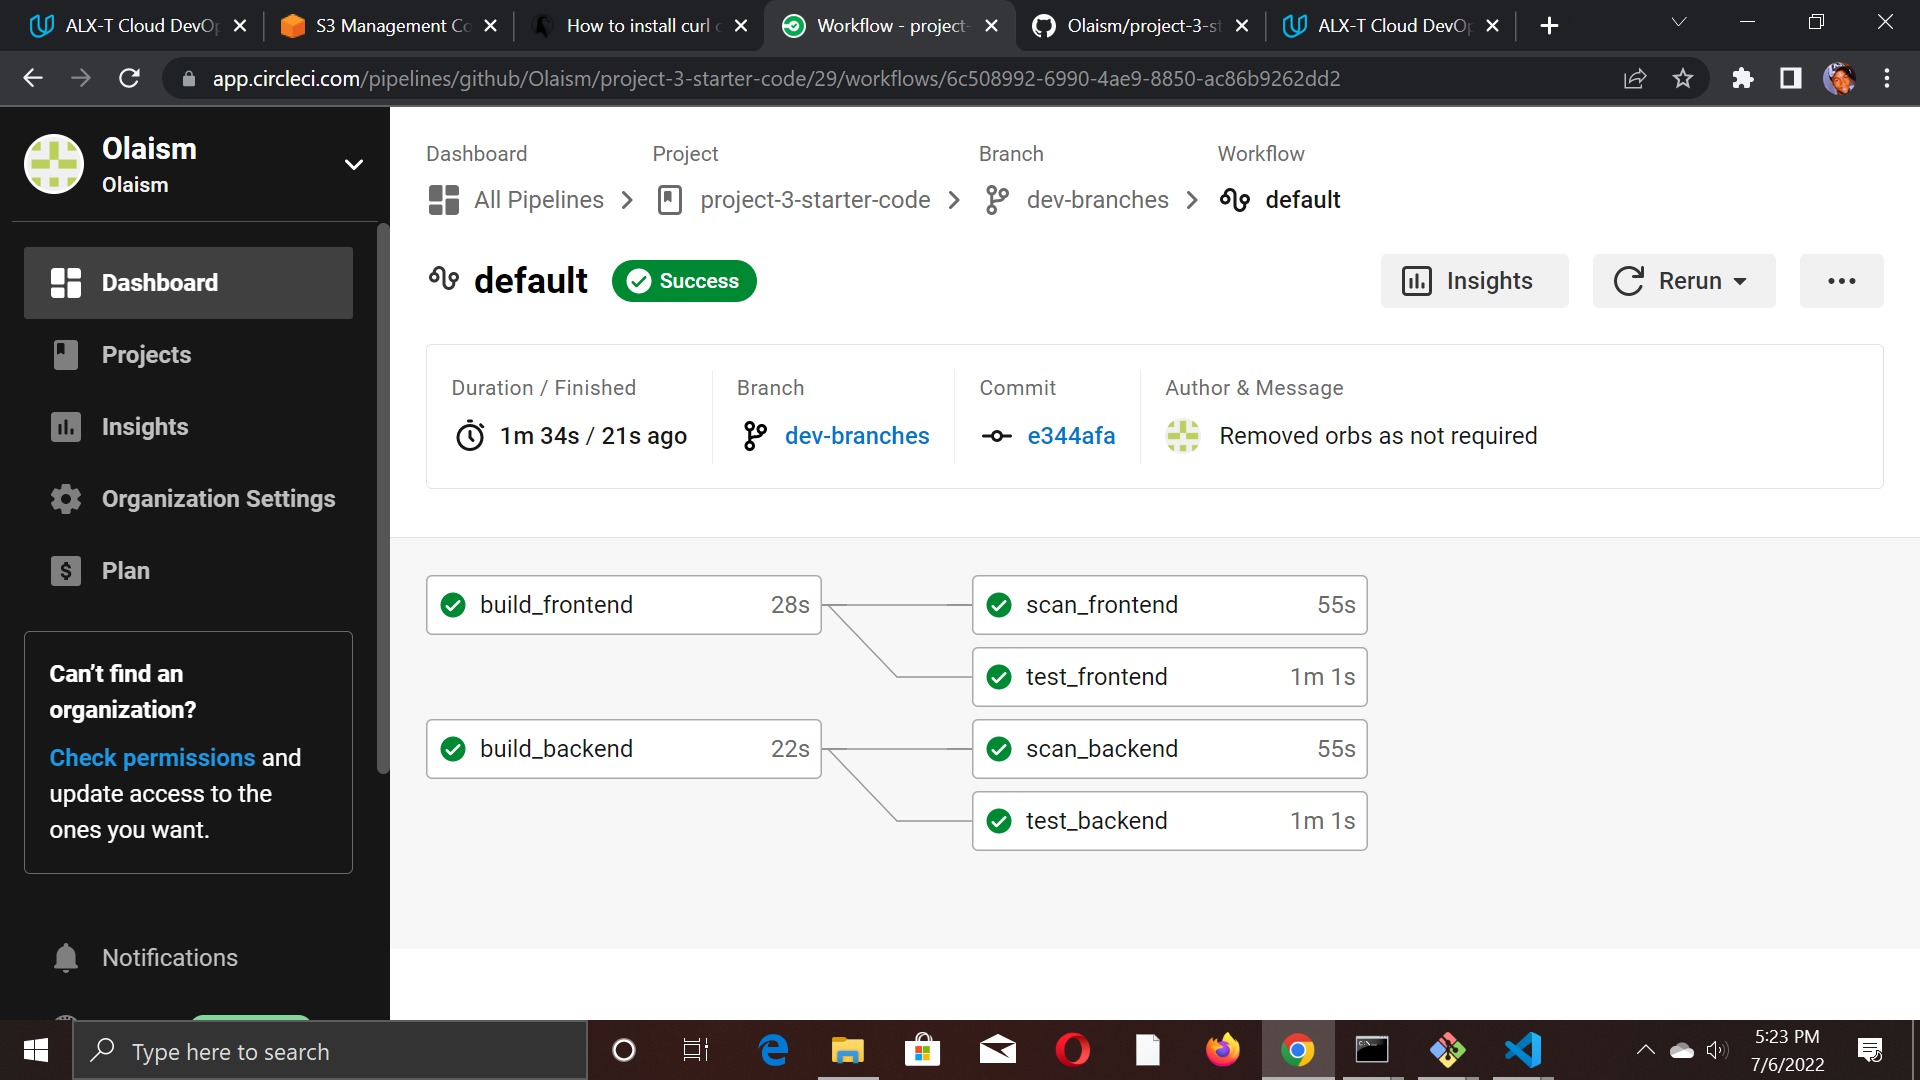 ALX-T Cloud DevOp
S3 Management Co
How to install curl c
Workflow - project-
Olaism/project-3-st
ALX-T Cloud DevOp
app.circleci.com/pipelines/github/Olaism/project-3-starter-code/29/workflows/6c508992-6990-4ae9-8850-ac86b9262dd2
Olaism
Olaism
Dashboard
Projects
Insights
Organization Settings
Plan
Can’t find an
organization?
Check permissions and
update access to the
ones you want.
Notifications
Dashboard Project Branch Workflow
All Pipelines project-3-starter-code dev-branches default
default Success
Insights Rerun
Duration / Finished Branch Commit Author & Message
1m 34s / 21s ago dev-branches e344afa Removed orbs as not required
build_frontend 28s
scan_frontend 55s
test_frontend 1m 1s
build_backend 22s
scan_backend 55s
test_backend 1m 1s
Type here to search
5:23 PM
7/6/2022